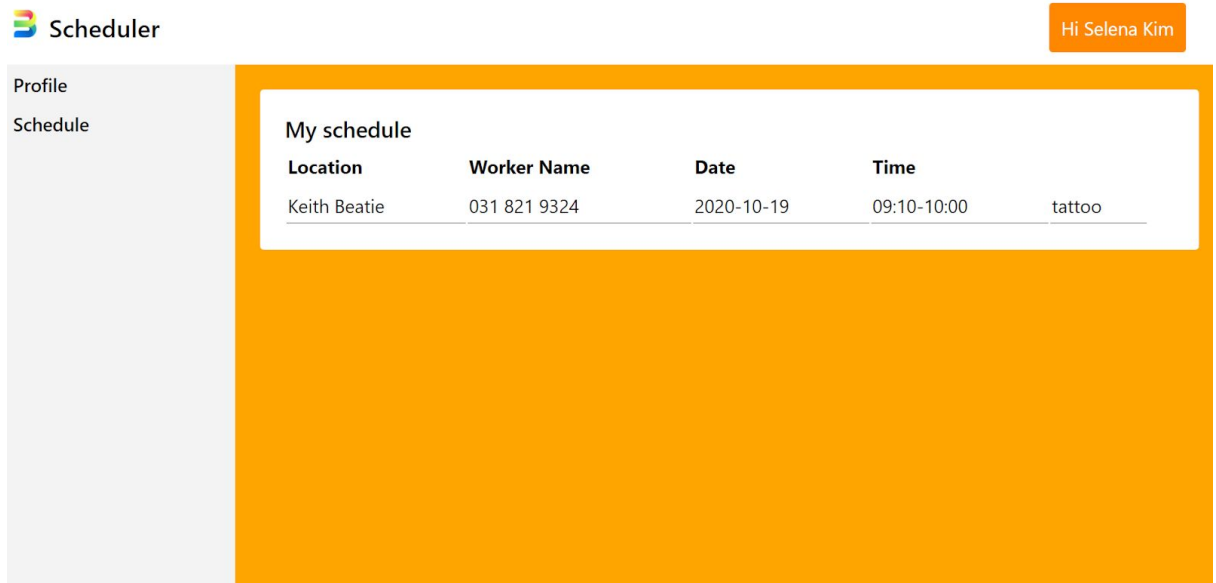 Scheduler
Hi Selena Kim
Profile
Schedule
My schedule
Location Worker Name Date Time
Keith Beatie 031 821 9324 2020-10-19 09:10-10:00 tattoo